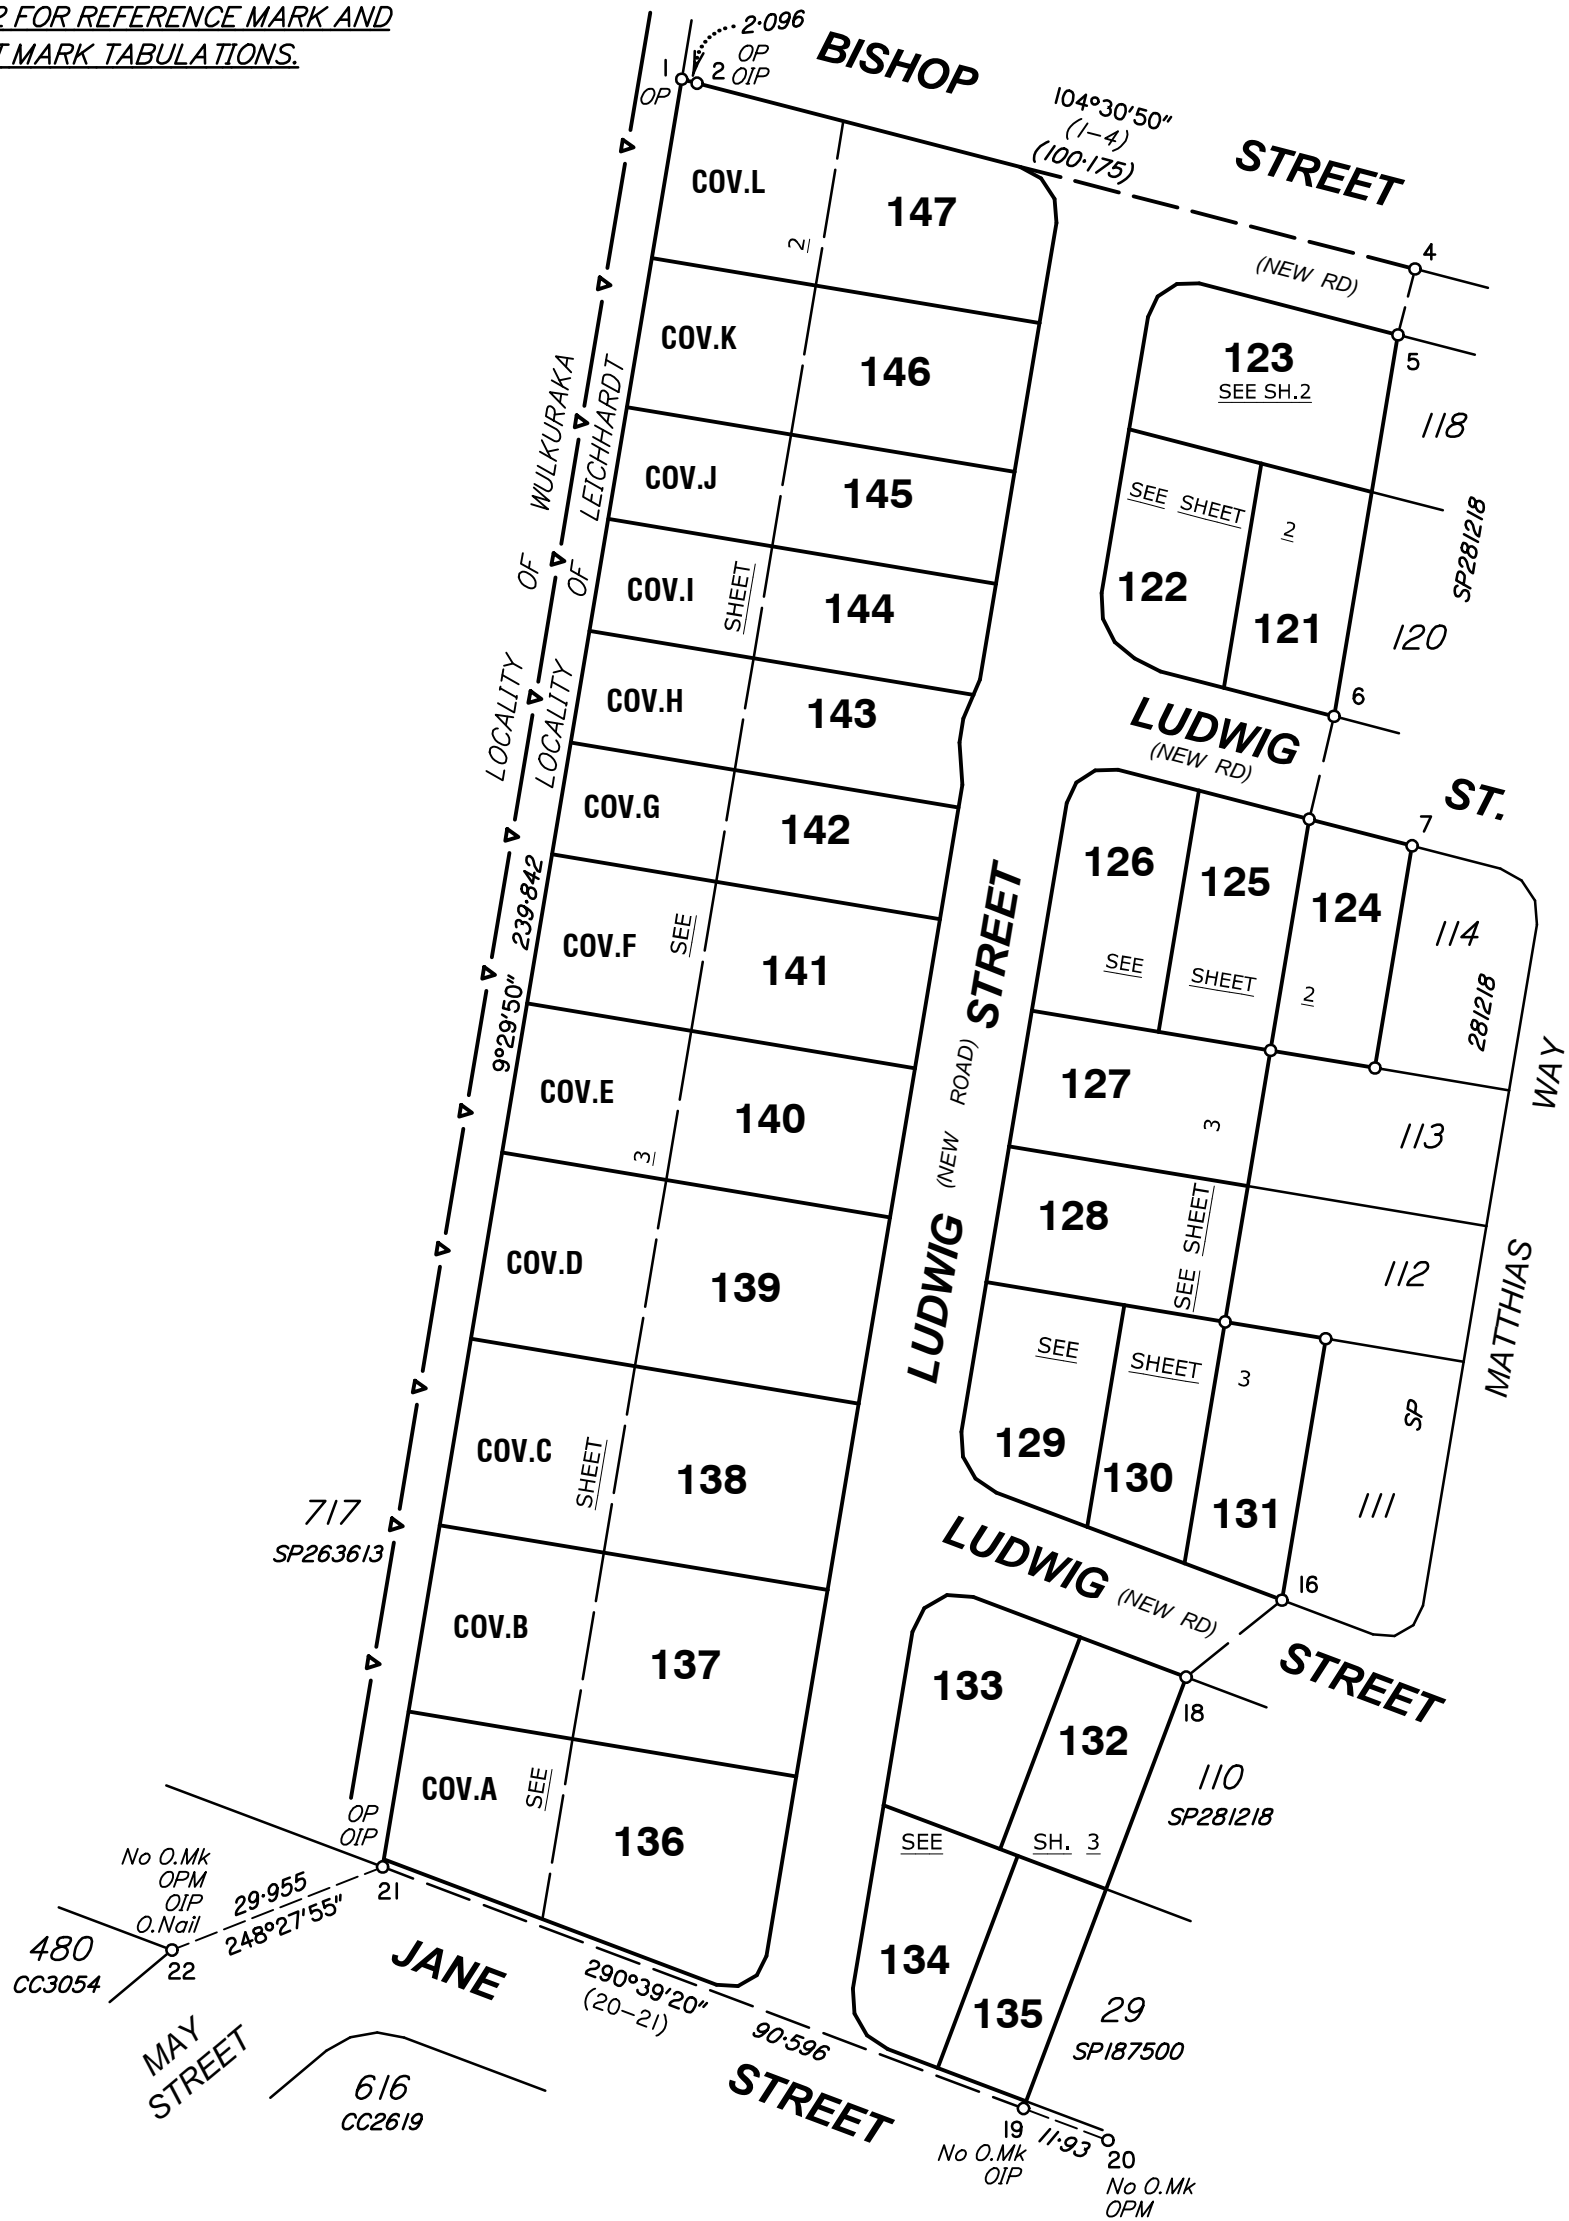 2 FOR REFERENCE MARK AND
T MARK TABULATIONS.
2·096
OP
OIP
1
OP
2
BISHOP
STREET
104°30'50"
(1-4)
(100·175)
4
(NEW RD)
5
COV.L
147
2
COV.K
146
COV.J
145
COV.I
SHEET
144
COV.H
143
COV.G
142
COV.F
SEE
141
COV.E
140
3
COV.D
139
COV.C
SHEET
138
COV.B
137
COV.A
SEE
136
LOCALITY OF WULKURAKA
LOCALITY OF LEICHHARDT
9°29'50"
239·842
123
SEE SH.2
118
SP281218
SEE SHEET
2
122
121
120
6
LUDWIG
(NEW RD)
ST.
7
126
125
124
114
SEE
SHEET
2
281218
WAY
MATTHIAS
LUDWIG
(NEW ROAD)
STREET
127
3
113
128
SEE SHEET
112
SEE
SHEET
3
SP
129
130
131
111
16
LUDWIG
(NEW RD)
STREET
133
132
18
110
SP281218
SEE
SH. 3
134
135
29
SP187500
717
SP263613
OP
OIP
No O.Mk
OPM
OIP
O.Nail
29·955
248°27'55"
21
22
480
CC3054
JANE
STREET
290°39'20"
(20-21)
90·596
MAY
STREET
616
CC2619
19
No O.Mk
OIP
11·93
20
No O.Mk
OPM